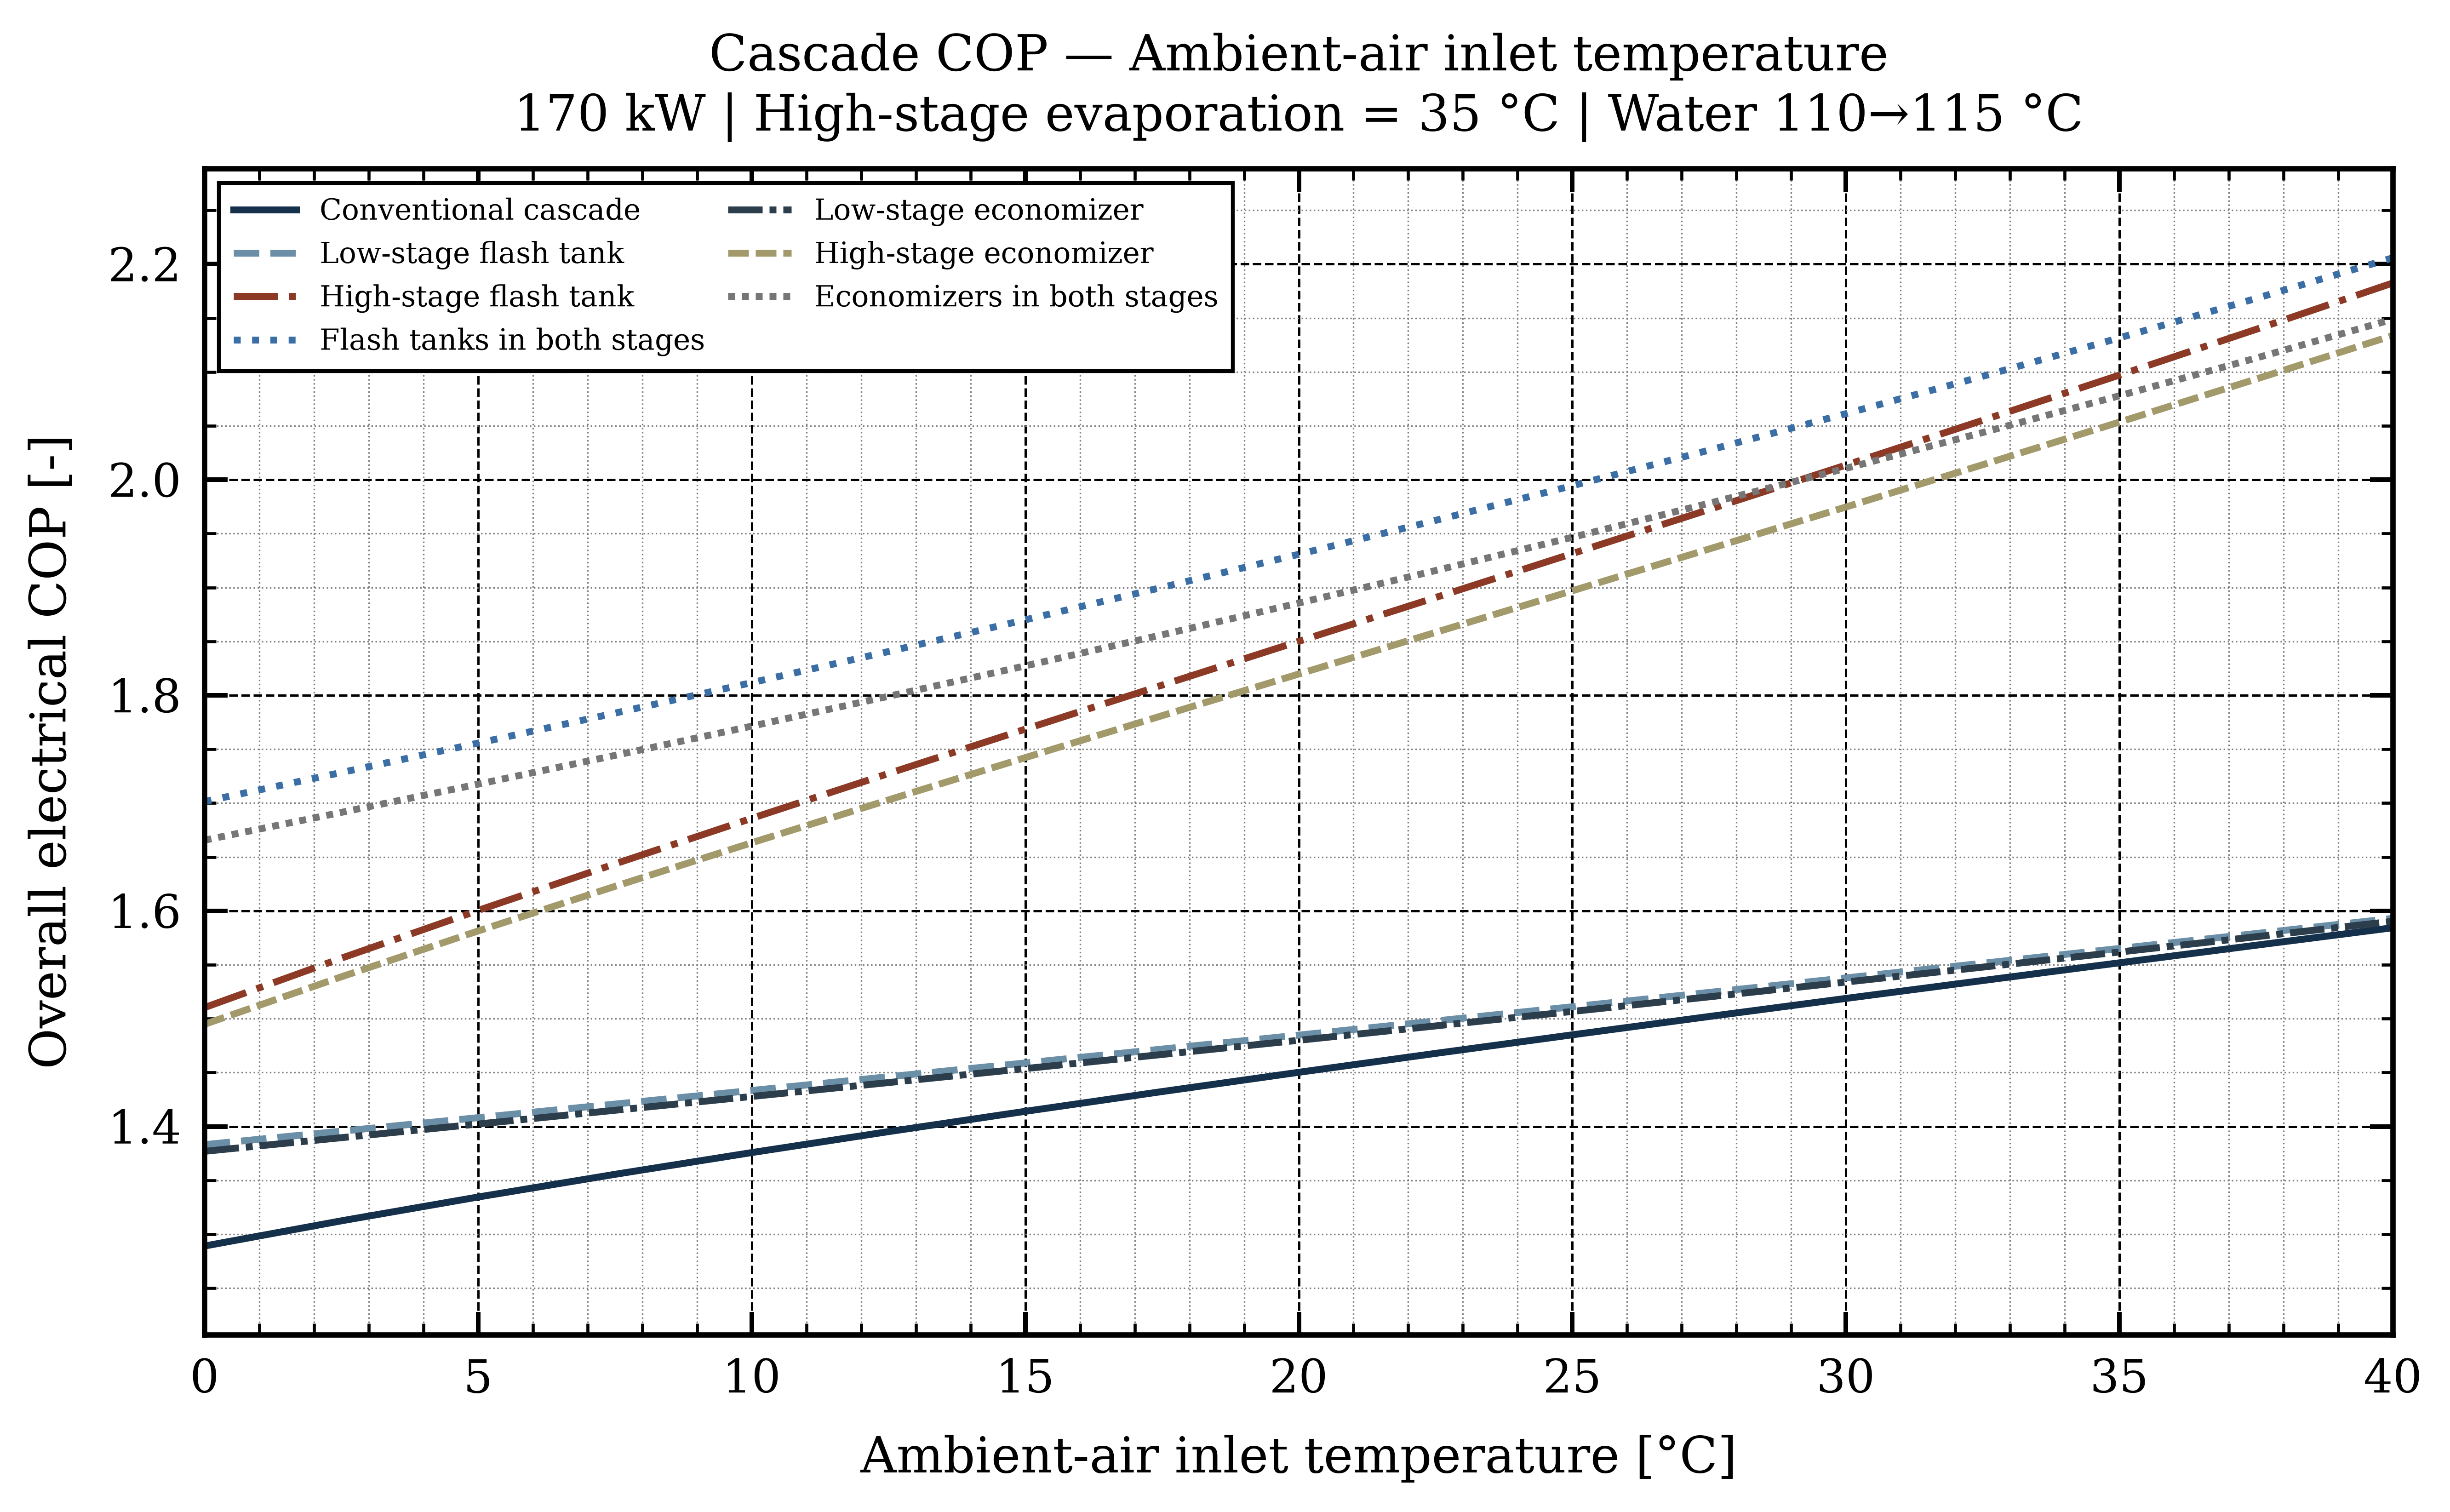 Cascade COP — Ambient-air inlet temperature
170 kW | High-stage evaporation = 35 °C | Water 110→115 °C
Conventional cascade
Low-stage flash tank
High-stage flash tank
Flash tanks in both stages
Low-stage economizer
High-stage economizer
Economizers in both stages
Overall electrical COP [-]
2.2
2.0
1.8
1.6
1.4
0 5 10 15 20 25 30 35 40
Ambient-air inlet temperature [°C]